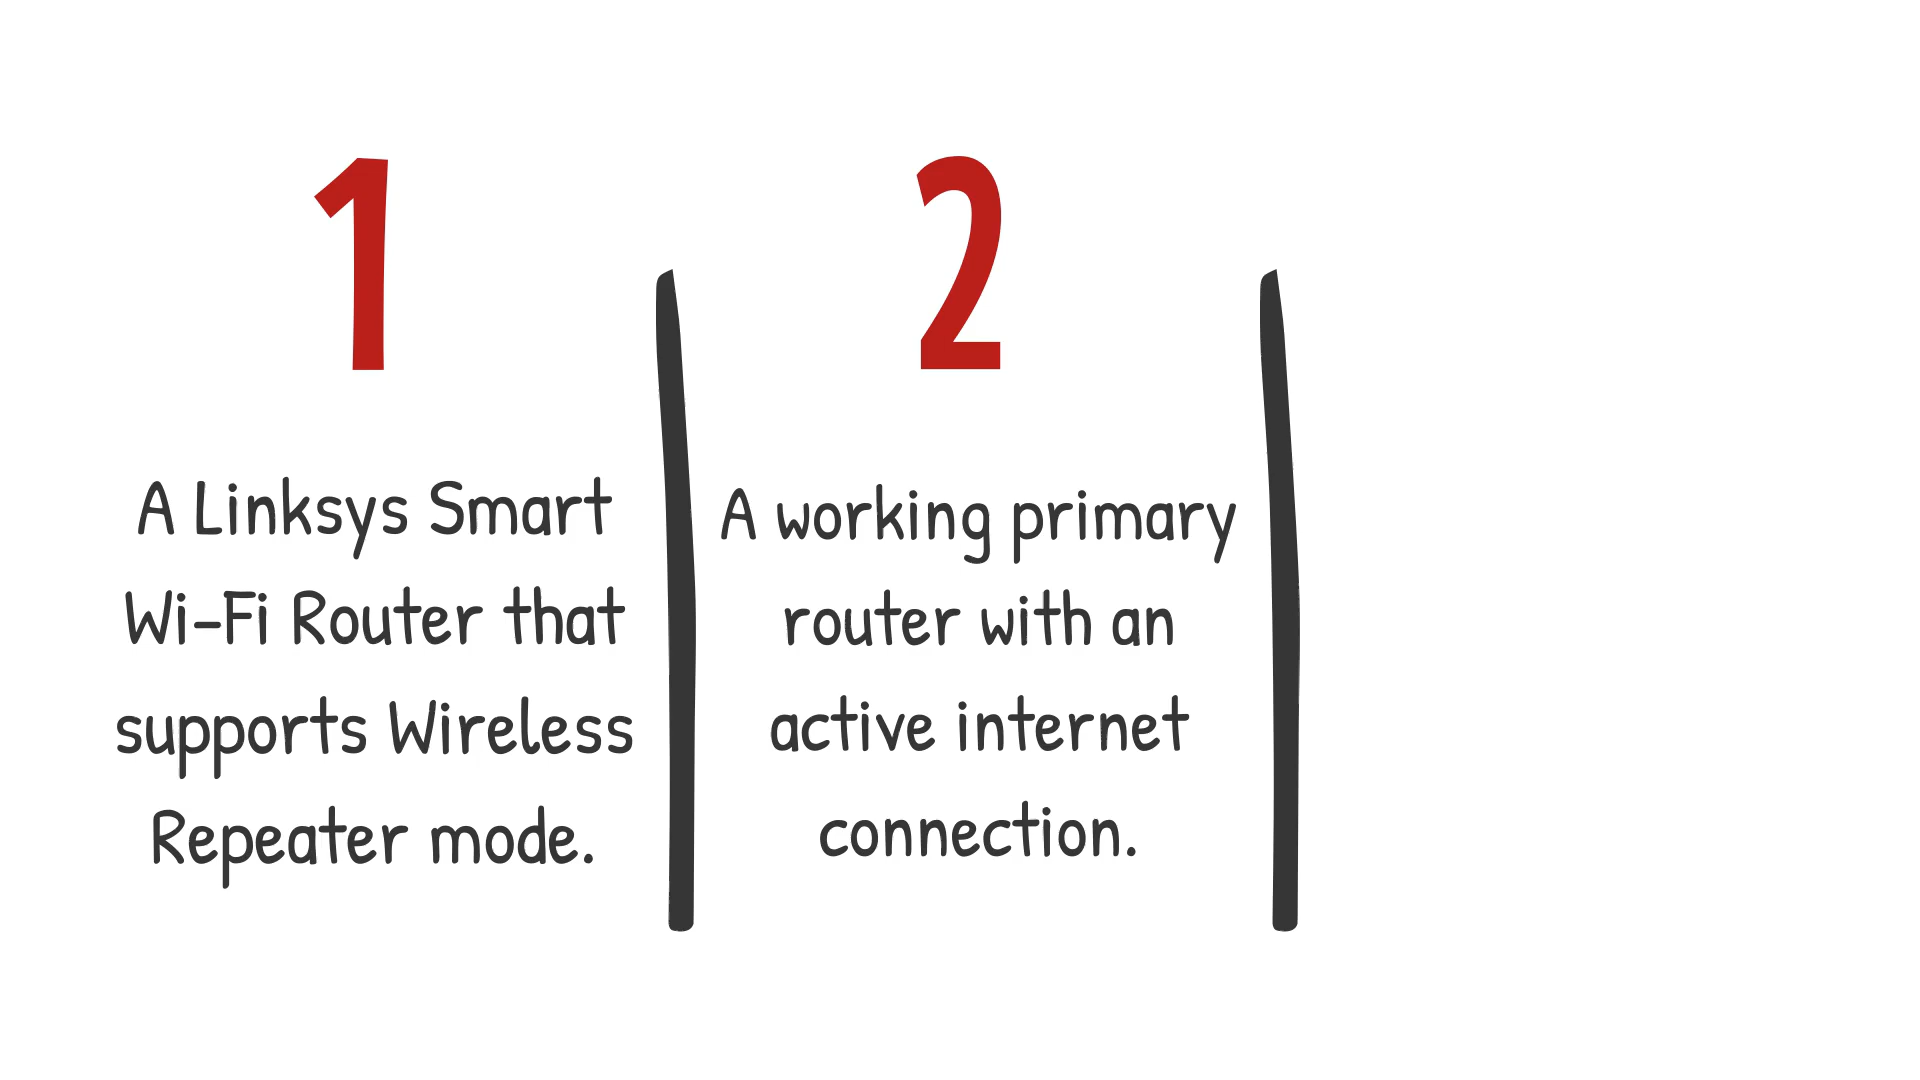 1
A Linksys Smart
Wi-Fi Router that
supports Wireless
Repeater mode.
2
A working primary
router with an
active internet
connection.